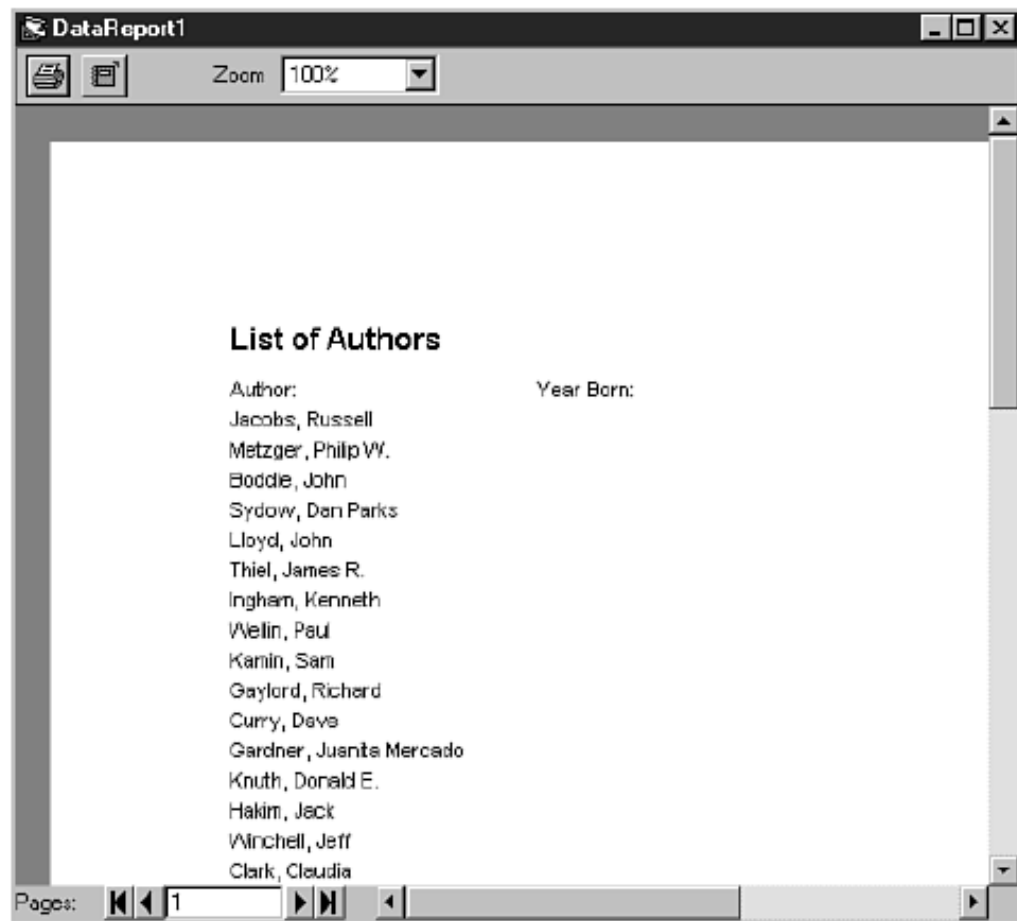 DataReport1
Zoom 100%
List of Authors
Author: Year Born:
Jacobs, Russell
Metzger, Philip W.
Boddie, John
Sydow, Dan Parks
Lloyd, John
Thiel, James R.
Ingham, Kenneth
Wellin, Paul
Kamin, Sam
Gaylord, Richard
Curry, Dave
Gardner, Juanita Mercado
Knuth, Donald E.
Hakim, Jack
Winchell, Jeff
Clark, Claudia
Pages: 1